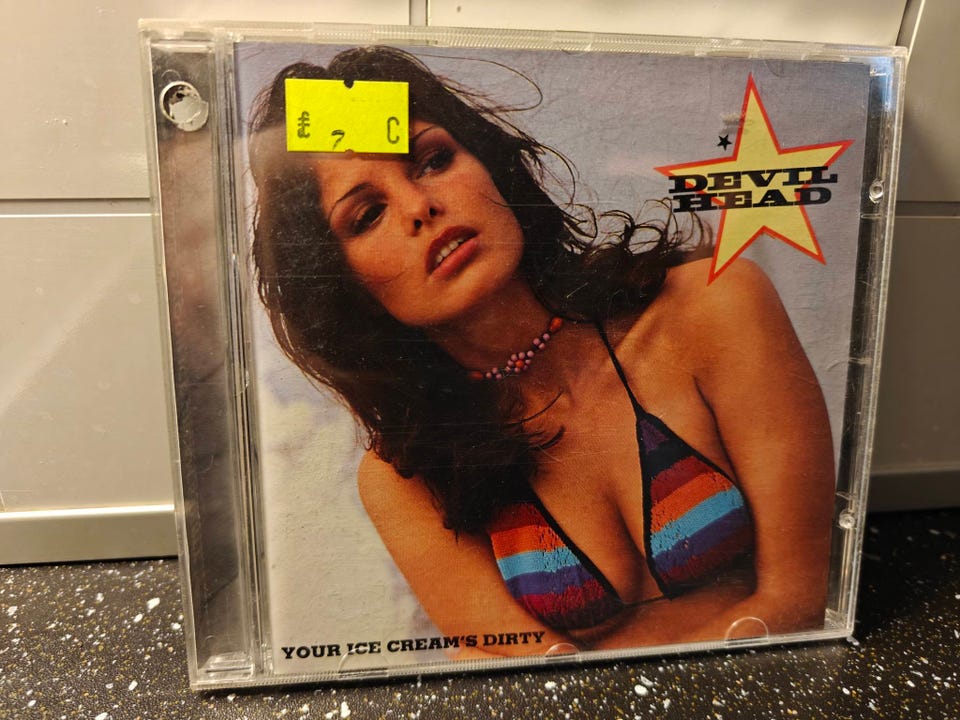 £ 7 C
DEVIL
HEAD
YOUR ICE CREAM'S DIRTY